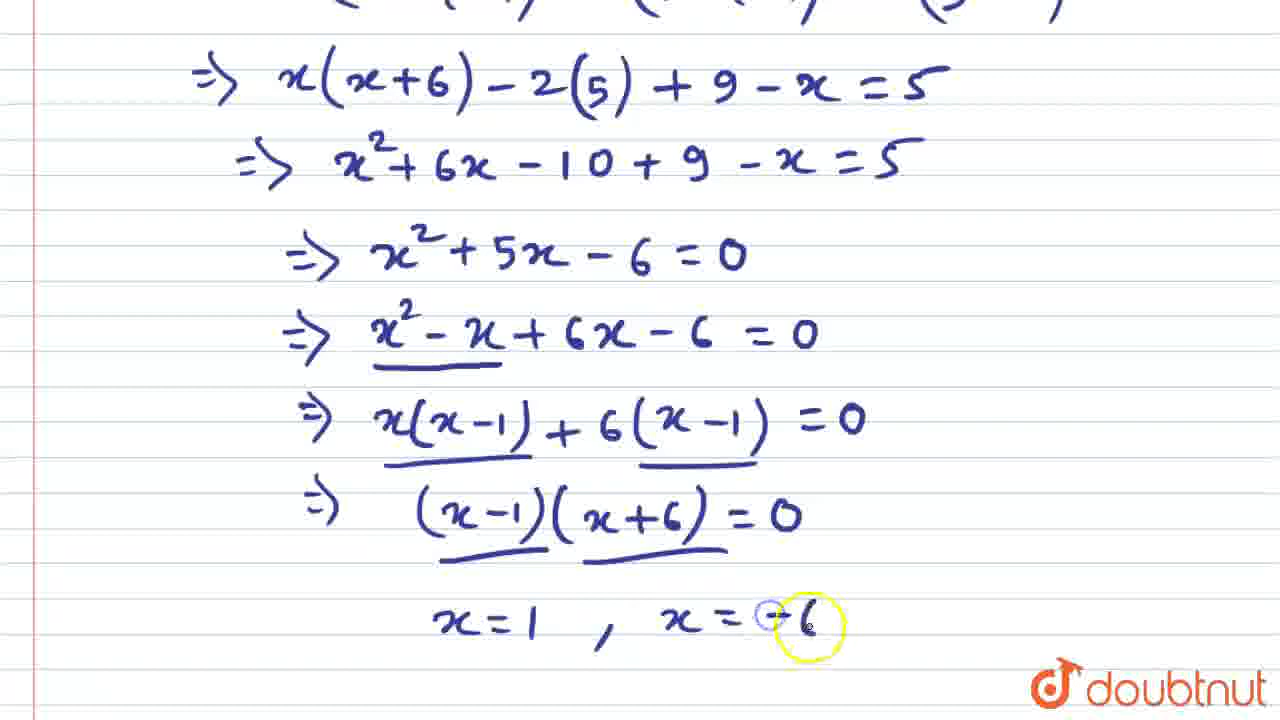 => x(x+6) - 2(5) + 9 - x = 5
=> x² + 6x - 10 + 9 - x = 5
=> x² + 5x - 6 = 0
=> x² - x + 6x - 6 = 0
=> x(x-1) + 6(x-1) = 0
=> (x-1)(x+6) = 0
x = 1 , x = -6
doubtnut